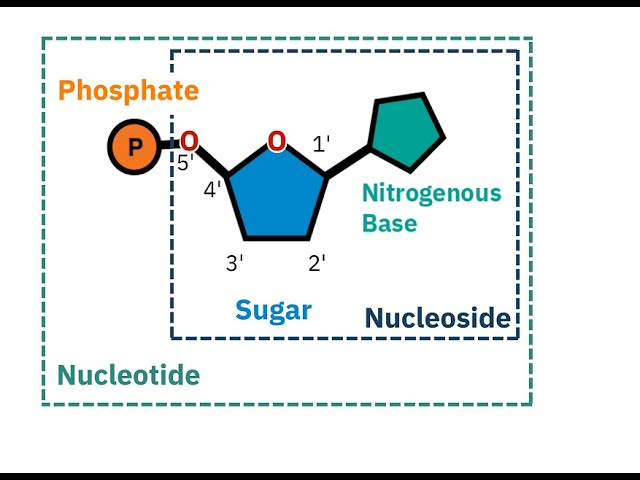 Phosphate
P
O
O
1'
5'
4'
Nitrogenous
Base
3'
2'
Sugar
Nucleoside
Nucleotide